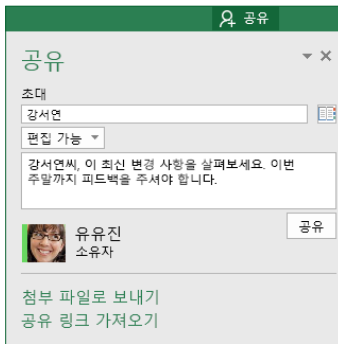 공유
공유
초대
강서연
편집 가능
강서연씨, 이 최신 변경 사항을 살펴보세요. 이번
주말까지 피드백을 주셔야 합니다.
공유
유유진
소유자
첨부 파일로 보내기
공유 링크 가져오기